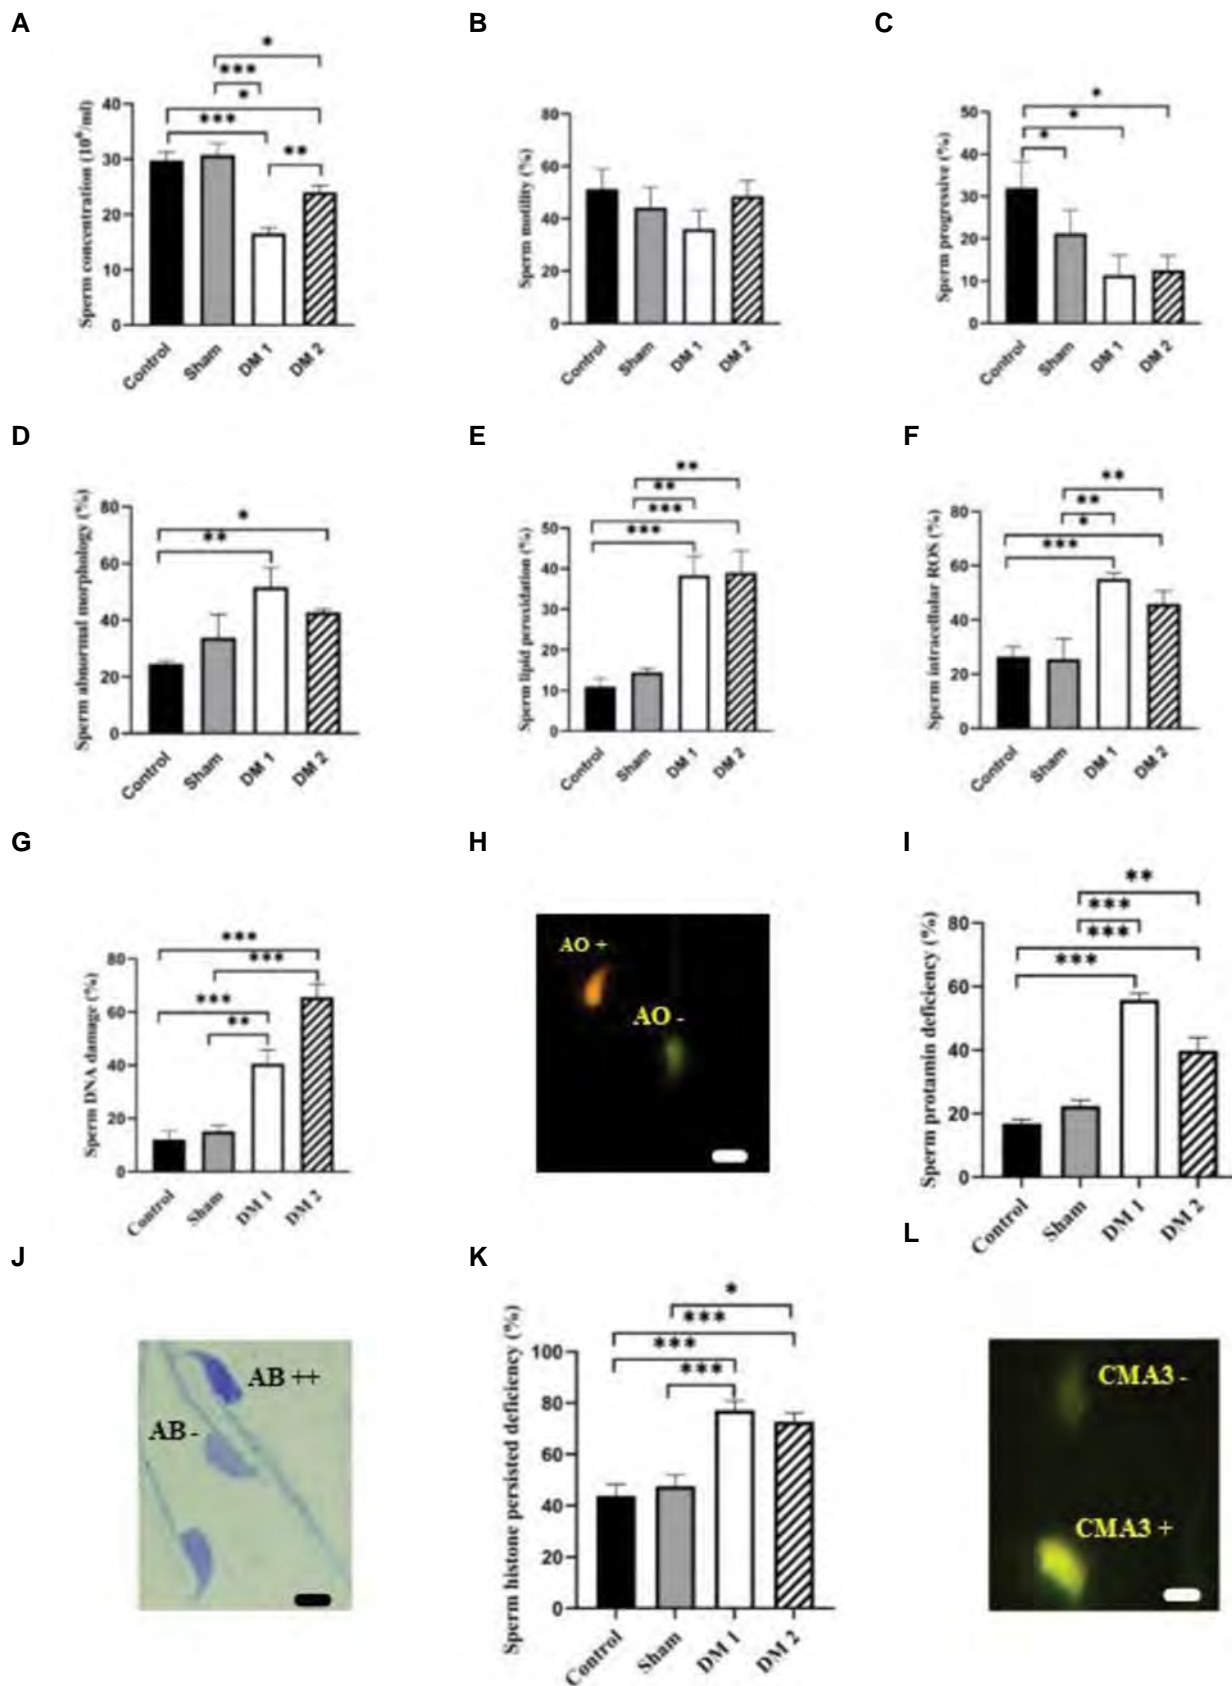 A
B
C
*
***
*
***
**
40
30
20
10
0
Sperm concentration (10⁶/ml)
Control
Sham
DM 1
DM 2
80
60
40
20
0
Sperm motility (%)
Control
Sham
DM 1
DM 2
*
*
*
50
40
30
20
10
0
Sperm progressive (%)
Control
Sham
DM 1
DM 2
D
E
F
*
**
80
60
40
20
0
Sperm abnormal morphology (%)
Control
Sham
DM 1
DM 2
**
**
***
***
50
40
30
20
10
0
Sperm lipid peroxidation (%)
Control
Sham
DM 1
DM 2
**
**
*
***
80
60
40
20
0
Sperm intracellular ROS (%)
Control
Sham
DM 1
DM 2
G
H
I
***
***
***
**
80
60
40
20
0
Sperm DNA damage (%)
Control
Sham
DM 1
DM 2
AO +
AO -
**
***
***
***
80
60
40
20
0
Sperm protamin deficiency (%)
Control
Sham
DM 1
DM 2
J
K
L
AB ++
AB -
*
***
***
***
100
80
60
40
20
0
Sperm histone persisted deficiency (%)
Control
Sham
DM 1
DM 2
CMA3 -
CMA3 +